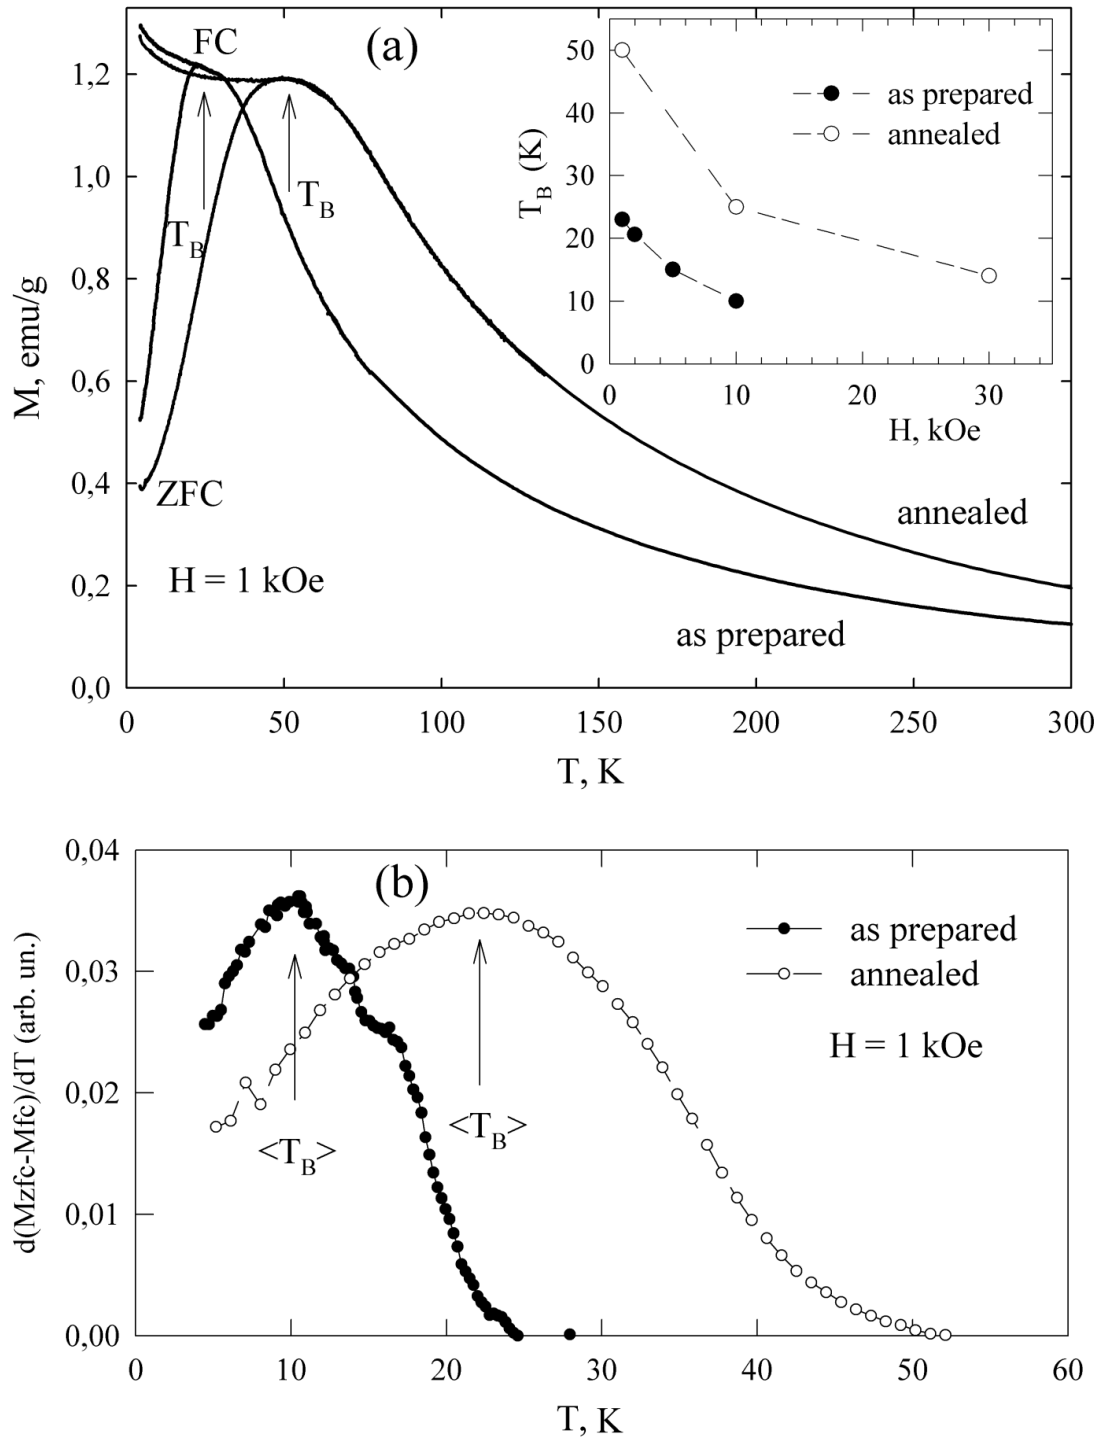 (a)
FC
1,2
1,0
0,8
0,6
0,4
0,2
0,0
M, emu/g
T_B
T_B
ZFC
H = 1 kOe
annealed
as prepared
0 50 100 150 200 250 300
T, K
50
40
30
20
10
0
T_B (K)
as prepared
annealed
0 10 20 30
H, kOe
(b)
0,04
0,03
0,02
0,01
0,00
d(Mzfc-Mfc)/dT (arb. un.)
as prepared
annealed
H = 1 kOe
<T_B>
<T_B>
0 10 20 30 40 50 60
T, K